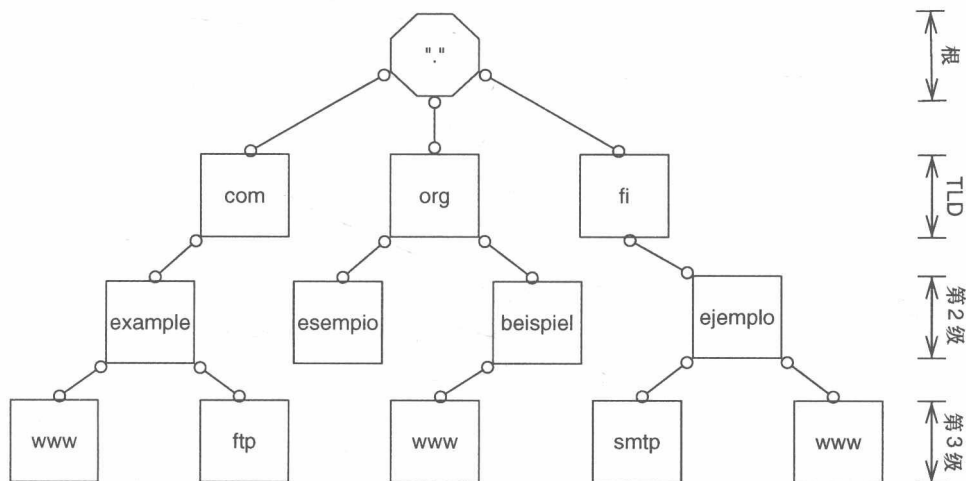 "."
根
com
org
fi
TLD
example
esempio
beispiel
ejemplo
第2级
www
ftp
www
smtp
www
第3级